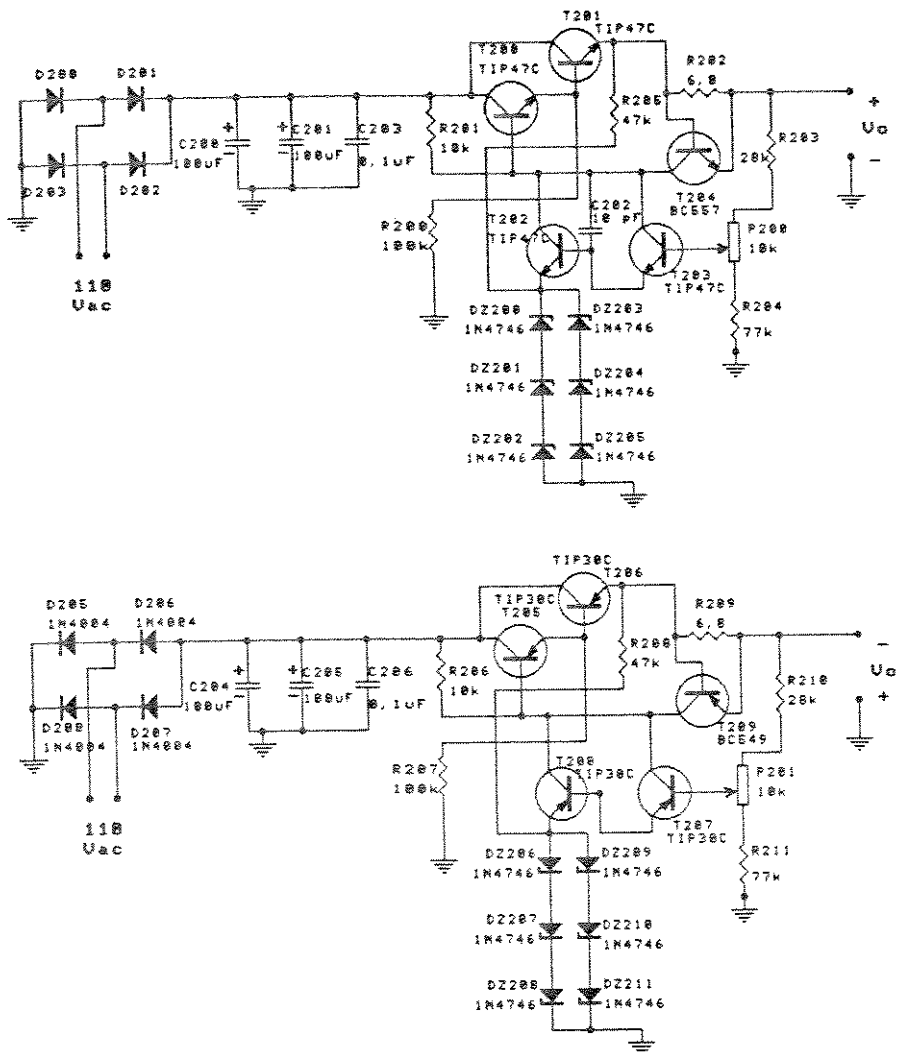 T201
TIP47C
T200
TIP47C
R202
6,8
D200
D201
+
Vo
-
R205
47k
R203
20k
+
C200
-
100uF
+
C201
-
100uF
C203
0,1uF
R201
10k
D203
D202
T204
BC557
C202
10 pF
T202
TIP47C
R200
100k
P200
10k
T203
TIP47C
110
Vac
R204
77k
DZ200
1N4746
DZ203
1N4746
DZ201
1N4746
DZ204
1N4746
DZ202
1N4746
DZ205
1N4746
TIP30C
T206
TIP30C
T205
D205
1N4004
D206
1N4004
R209
6,8
-
Vo
+
R208
47k
R210
20k
+
C204
-
100uF
+
C205
-
100uF
C206
0,1uF
R206
10k
D208
1N4004
D207
1N4004
T209
BC549
T208
TIP30C
R207
100k
P201
10k
T207
TIP30C
110
Vac
R211
77k
DZ206
1N4746
DZ209
1N4746
DZ207
1N4746
DZ210
1N4746
DZ208
1N4746
DZ211
1N4746